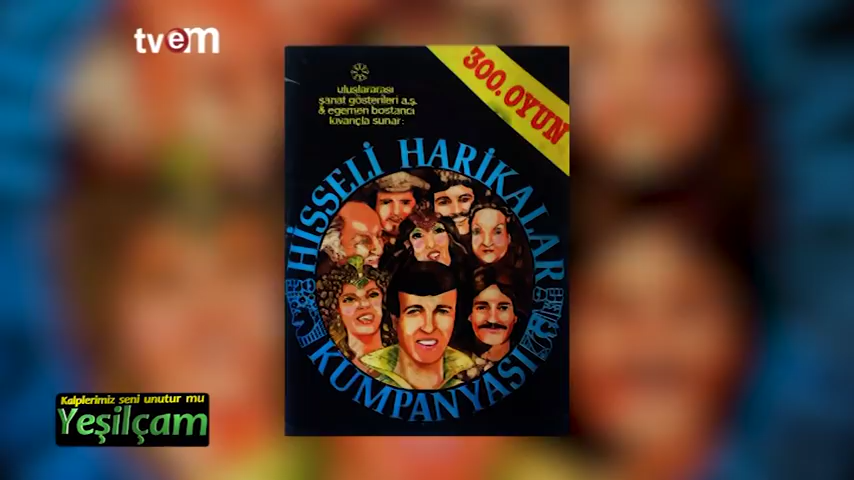 tvem
300. OYUN
uluslararası
sanat gösterileri a.ş.
& egemen bostancı
kıvançla sunar:
HİSSELİ HARİKALAR
KUMPANYASI
Kalplerimiz seni unutur mu
Yeşilçam